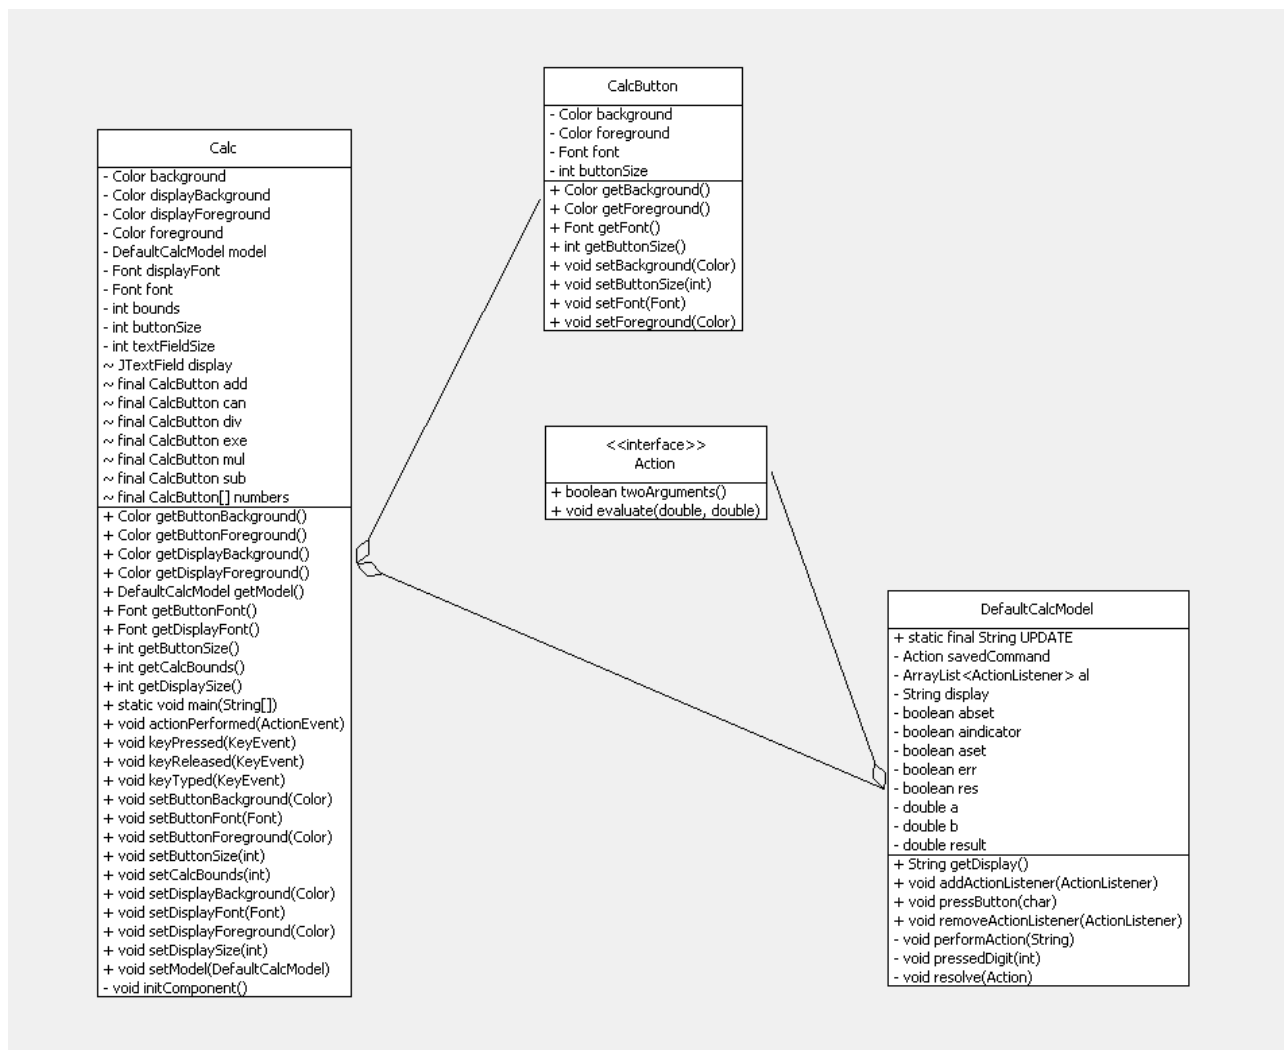 Calc
- Color background
- Color displayBackground
- Color displayForeground
- Color foreground
- DefaultCalcModel model
- Font displayFont
- Font font
- int bounds
- int buttonSize
- int textFieldSize
~ JTextField display
~ final CalcButton add
~ final CalcButton can
~ final CalcButton div
~ final CalcButton exe
~ final CalcButton mul
~ final CalcButton sub
~ final CalcButton[] numbers
+ Color getButtonBackground()
+ Color getButtonForeground()
+ Color getDisplayBackground()
+ Color getDisplayForeground()
+ DefaultCalcModel getModel()
+ Font getButtonFont()
+ Font getDisplayFont()
+ int getButtonSize()
+ int getCalcBounds()
+ int getDisplaySize()
+ static void main(String[])
+ void actionPerformed(ActionEvent)
+ void keyPressed(KeyEvent)
+ void keyReleased(KeyEvent)
+ void keyTyped(KeyEvent)
+ void setButtonBackground(Color)
+ void setButtonFont(Font)
+ void setButtonForeground(Color)
+ void setButtonSize(int)
+ void setCalcBounds(int)
+ void setDisplayBackground(Color)
+ void setDisplayFont(Font)
+ void setDisplayForeground(Color)
+ void setDisplaySize(int)
+ void setModel(DefaultCalcModel)
- void initComponent()
CalcButton
- Color background
- Color foreground
- Font font
- int buttonSize
+ Color getBackground()
+ Color getForeground()
+ Font getFont()
+ int getButtonSize()
+ void setBackground(Color)
+ void setButtonSize(int)
+ void setFont(Font)
+ void setForeground(Color)
<<interface>>
Action
+ boolean twoArguments()
+ void evaluate(double, double)
DefaultCalcModel
+ static final String UPDATE
- Action savedCommand
- ArrayList<ActionListener> al
- String display
- boolean abset
- boolean aindicator
- boolean aset
- boolean err
- boolean res
- double a
- double b
- double result
+ String getDisplay()
+ void addActionListener(ActionListener)
+ void pressButton(char)
+ void removeActionListener(ActionListener)
- void performAction(String)
- void pressedDigit(int)
- void resolve(Action)